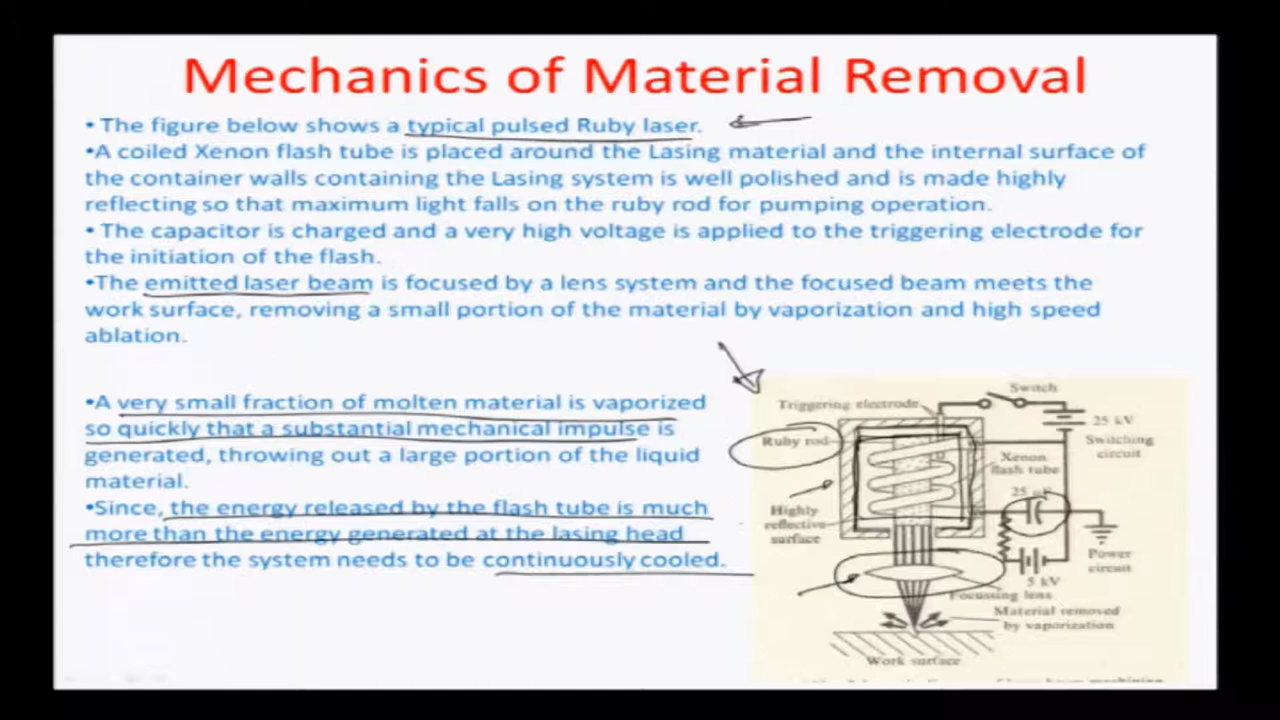 Mechanics of Material Removal
• The figure below shows a typical pulsed Ruby laser.
•A coiled Xenon flash tube is placed around the Lasing material and the internal surface of
the container walls containing the Lasing system is well polished and is made highly
reflecting so that maximum light falls on the ruby rod for pumping operation.
• The capacitor is charged and a very high voltage is applied to the triggering electrode for
the initiation of the flash.
•The emitted laser beam is focused by a lens system and the focused beam meets the
work surface, removing a small portion of the material by vaporization and high speed
ablation.
•A very small fraction of molten material is vaporized
so quickly that a substantial mechanical impulse is
generated, throwing out a large portion of the liquid
material.
•Since, the energy released by the flash tube is much
more than the energy generated at the lasing head
therefore the system needs to be continuously cooled.
Switch
Triggering electrode
25 kV
Ruby rod
Switching
circuit
Xenon
flash tube
25
Highly
reflective
surface
Power
circuit
5 kV
Focussing lens
Material removed
by vaporization
Work surface